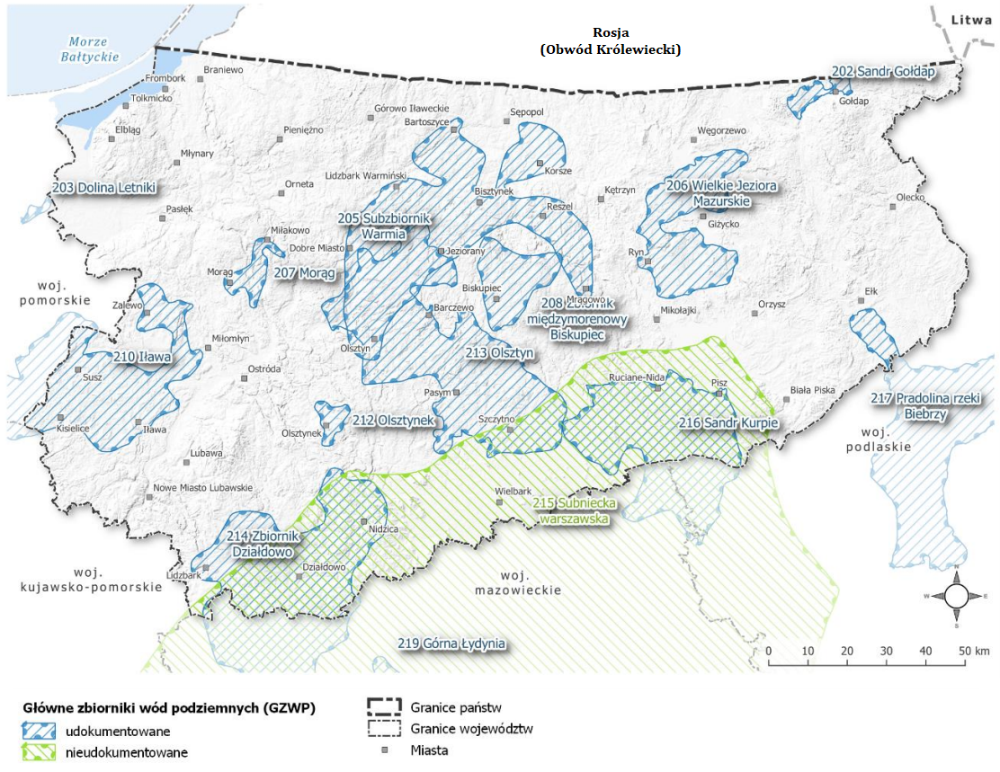 Litwa
Rosja
(Obwód Królewiecki)
Morze
Bałtyckie
202 Sandr Gołdap
Braniewo
Frombork
Tolkmicko
Gołdap
Górowo Iławeckie
Sępopol
Bartoszyce
Elbląg
Pieniężno
Węgorzewo
Młynary
Korsze
Lidzbark Warmiński
203 Dolina Letniki
Orneta
Bisztynek
Kętrzyn
206 Wielkie Jeziora
Mazurskie
Olecko
Pasłęk
205 Subzbiornik
Warmia
Reszel
Giżycko
Miłakowo
Dobre Miasto
Jeziorany
Ryn
Morąg
207 Morąg
woj.
pomorskie
Biskupiec
Mrągowo
Ełk
Zalewo
208 Zbiornik
międzymorenowy
Biskupiec
Barczewo
Mikołajki
Orzysz
Miłomłyn
Olsztyn
210 Iława
213 Olsztyn
Susz
Ostróda
Ruciane-Nida
Pisz
Pasym
Biała Piska
217 Pradolina rzeki
Biebrzy
Kisielice
Iława
212 Olsztynek
Olsztynek
Szczytno
216 Sandr Kurpie
woj.
podlaskie
Lubawa
Nowe Miasto Lubawskie
Wielbark
215 Subniecka
warszawska
Nidzica
214 Zbiornik
Działdowo
Lidzbark
Działdowo
woj.
kujawsko-pomorskie
woj.
mazowieckie
N
W
E
S
219 Górna Łydynia
0 10 20 30 40 50 km
Główne zbiorniki wód podziemnych (GZWP)
udokumentowane
nieudokumentowane
Granice państw
Granice województw
Miasta